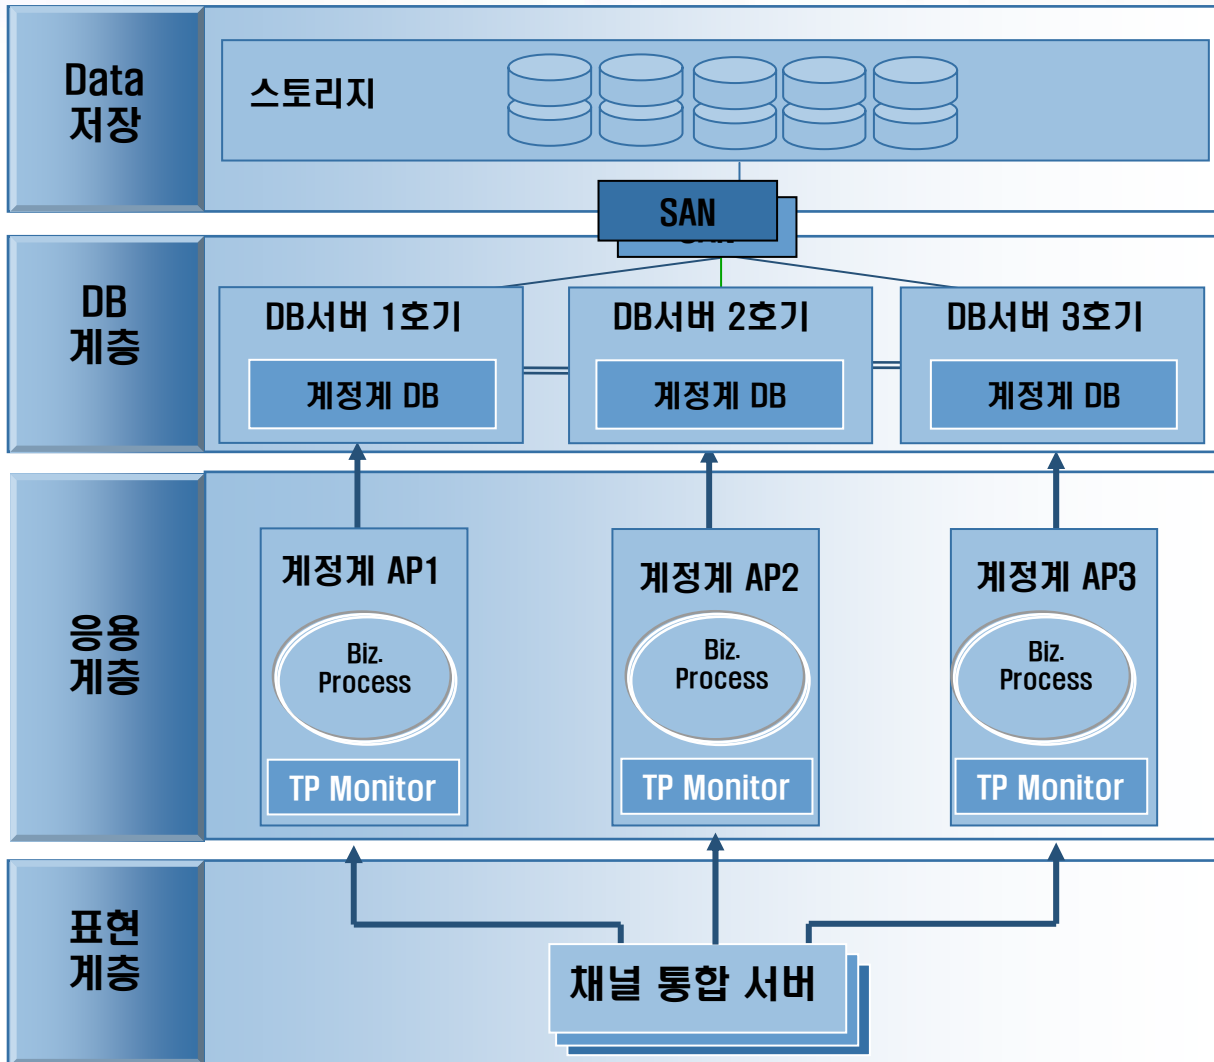 Data
저장
스토리지
SAN
SAN
DB
계층
DB서버 1호기
DB서버 2호기
DB서버 3호기
계정계 DB
계정계 DB
계정계 DB
응용
계층
계정계 AP1
계정계 AP2
계정계 AP3
Biz.
Process
Biz.
Process
Biz.
Process
TP Monitor
TP Monitor
TP Monitor
표현
계층
채널 통합 서버